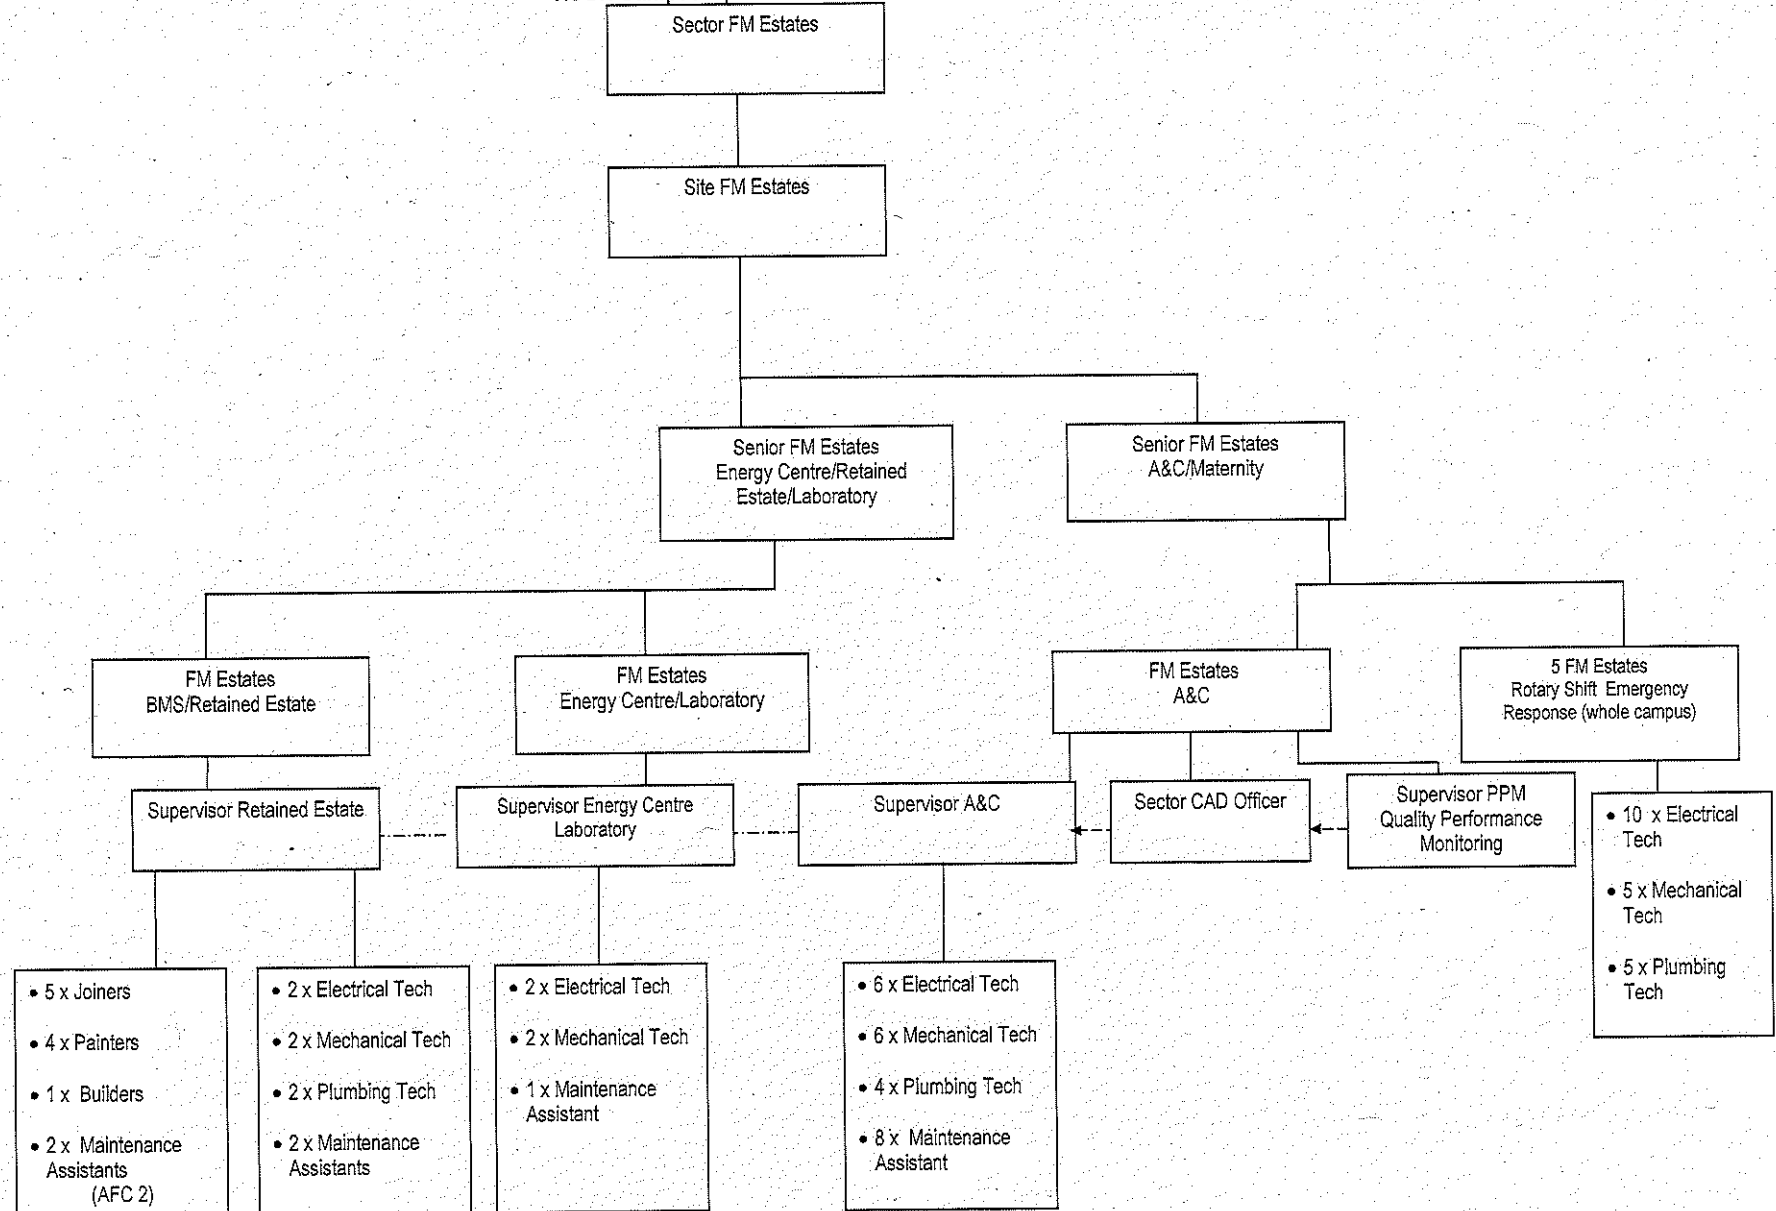 Sector FM Estates
Site FM Estates
Senior FM Estates
Energy Centre/Retained
Estate/Laboratory
Senior FM Estates
A&C/Maternity
FM Estates
BMS/Retained Estate
FM Estates
Energy Centre/Laboratory
FM Estates
A&C
5 FM Estates
Rotary Shift Emergency
Response (whole campus)
Supervisor Retained Estate
Supervisor Energy Centre
Laboratory
Supervisor A&C
Sector CAD Officer
Supervisor PPM
Quality Performance
Monitoring
• 10 x Electrical
Tech
• 5 x Mechanical
Tech
• 5 x Plumbing
Tech
• 5 x Joiners
• 4 x Painters
• 1 x Builders
• 2 x Maintenance
Assistants
(AFC 2)
• 2 x Electrical Tech
• 2 x Mechanical Tech
• 2 x Plumbing Tech
• 2 x Maintenance
Assistants
• 2 x Electrical Tech
• 2 x Mechanical Tech
• 1 x Maintenance
Assistant
• 6 x Electrical Tech
• 6 x Mechanical Tech
• 4 x Plumbing Tech
• 8 x Maintenance
Assistant